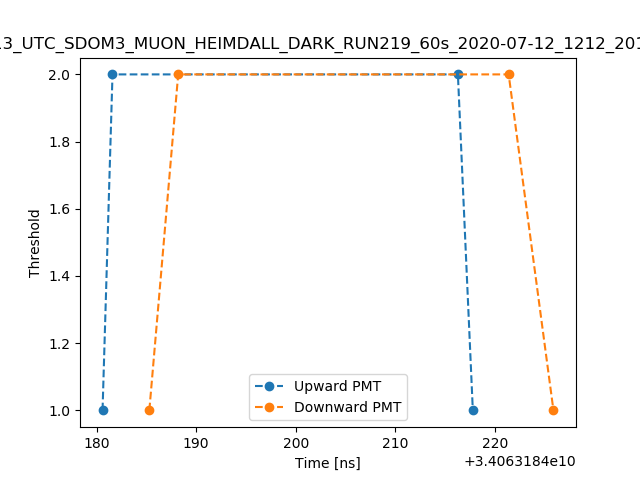 13_UTC_SDOM3_MUON_HEIMDALL_DARK_RUN219_60s_2020-07-12_1212_201
2.0
1.8
1.6
1.4
1.2
1.0
Threshold
Upward PMT
Downward PMT
180 190 200 210 220
Time [ns]
+3.4063184e10